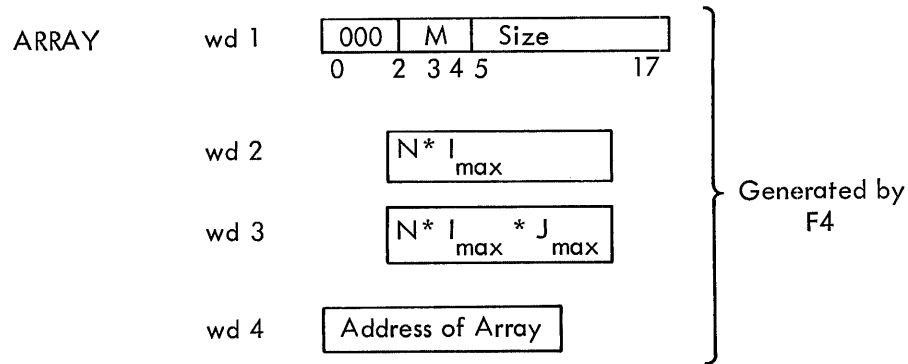 ARRAY wd 1 000 M Size
0 2 3 4 5 17
wd 2 N* I max
wd 3 N* I max * J max
Generated by
F4
wd 4 Address of Array